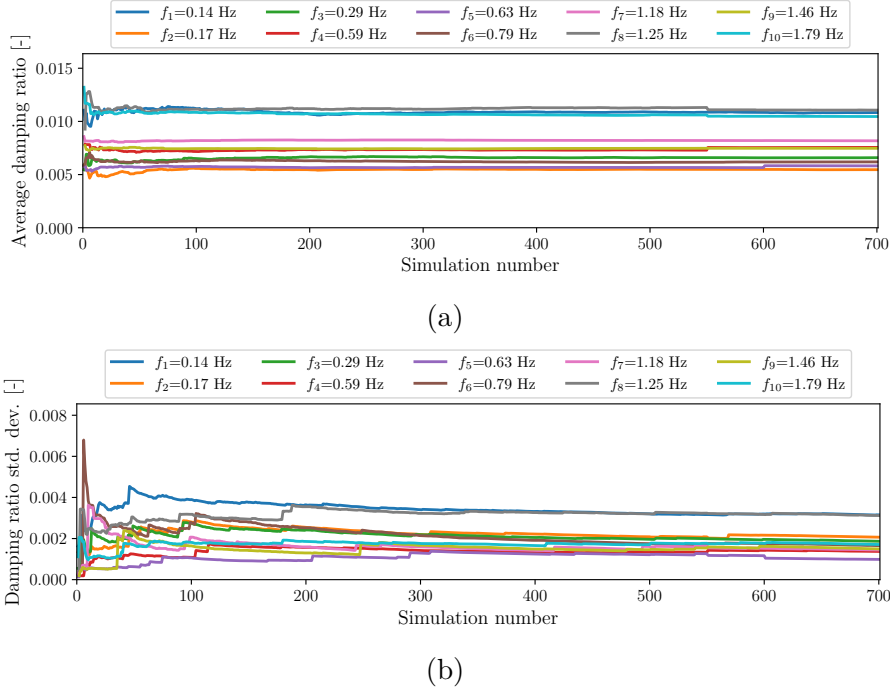 f1=0.14 Hz f3=0.29 Hz f5=0.63 Hz f7=1.18 Hz f9=1.46 Hz
f2=0.17 Hz f4=0.59 Hz f6=0.79 Hz f8=1.25 Hz f10=1.79 Hz
Average damping ratio [-]
0.015
0.010
0.005
0.000
0 100 200 300 400 500 600 700
Simulation number
(a)
f1=0.14 Hz f3=0.29 Hz f5=0.63 Hz f7=1.18 Hz f9=1.46 Hz
f2=0.17 Hz f4=0.59 Hz f6=0.79 Hz f8=1.25 Hz f10=1.79 Hz
Damping ratio std. dev. [-]
0.008
0.006
0.004
0.002
0.000
0 100 200 300 400 500 600 700
Simulation number
(b)